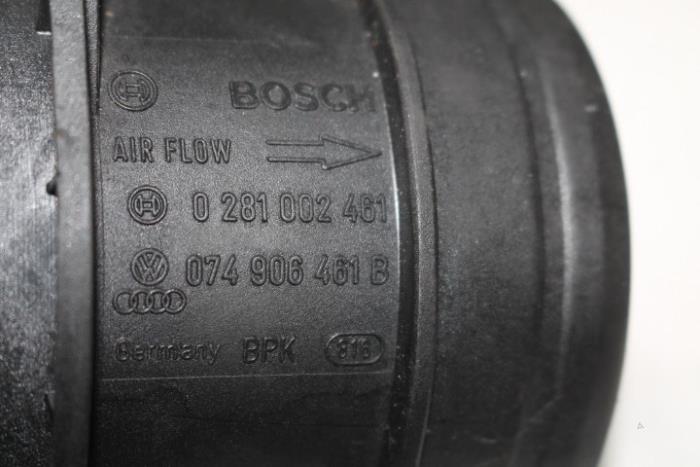 BOSCH
AIR FLOW
0 281 002 461
074 906 461 B
Germany BPK 816